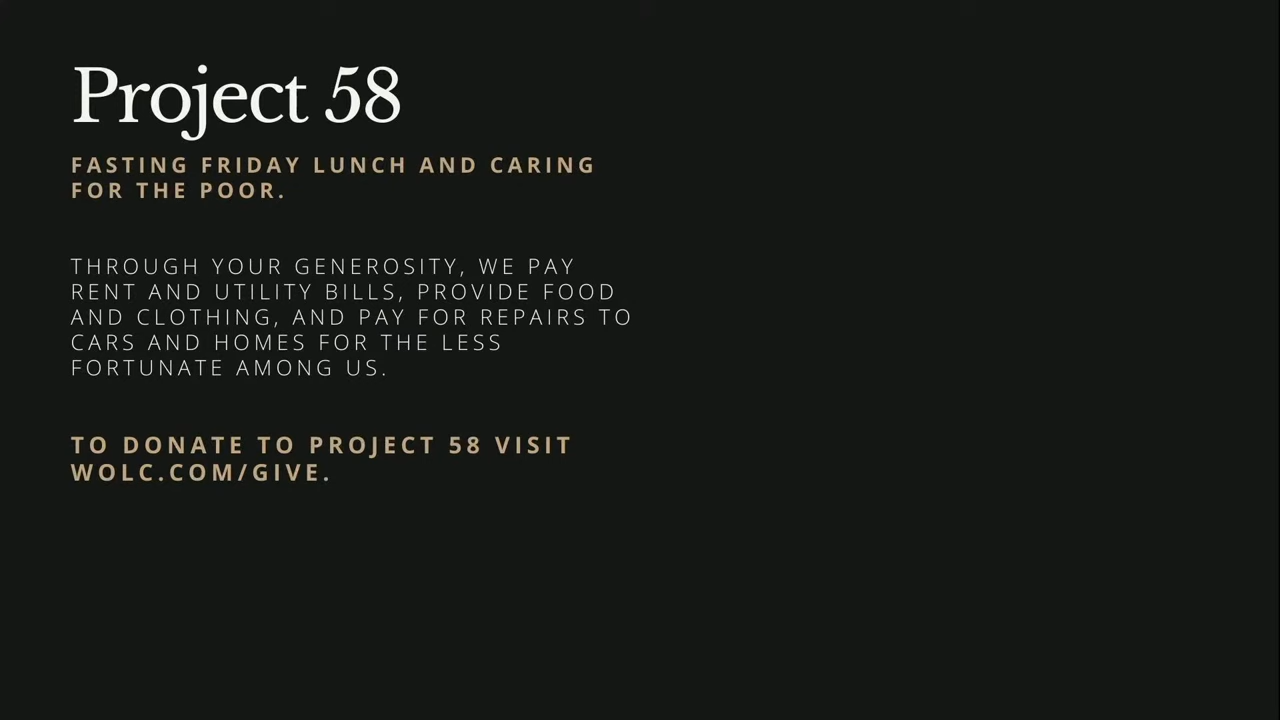 Project 58
FASTING FRIDAY LUNCH AND CARING
FOR THE POOR.
THROUGH YOUR GENEROSITY, WE PAY
RENT AND UTILITY BILLS, PROVIDE FOOD
AND CLOTHING, AND PAY FOR REPAIRS TO
CARS AND HOMES FOR THE LESS
FORTUNATE AMONG US.
TO DONATE TO PROJECT 58 VISIT
WOLC.COM/GIVE.